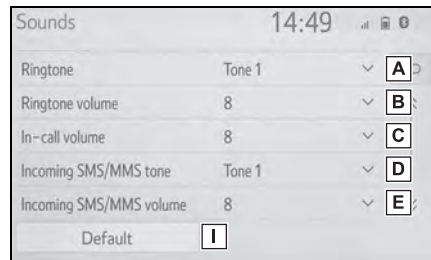 Sounds 14:49
Ringtone Tone 1 A
Ringtone volume 8 B
In-call volume 8 C
Incoming SMS/MMS tone Tone 1 D
Incoming SMS/MMS volume 8 E
Default I